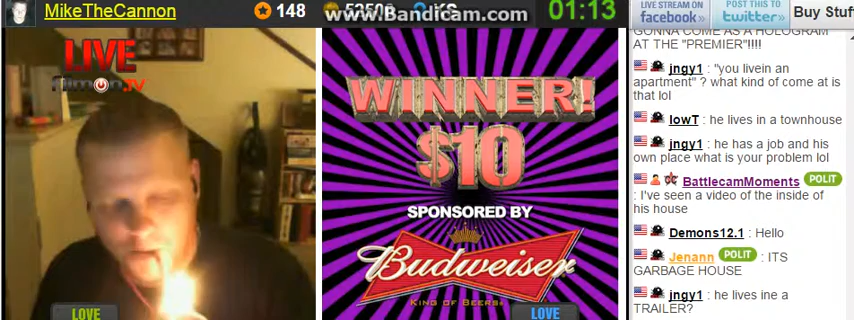 MikeTheCannon
148
www.Bandicam.com
01:13
LIVE STREAM ON
facebook»
POST THIS TO
twitter»
Buy Stuf
LIVE
filmon.TV
LOVE
WINNER!
$10
SPONSORED BY
Budweiser
KING OF BEERS
LOVE
GONNA COME AS A HOLOGRAM
AT THE "PREMIER"!!!!
jngy1 : "you livein an
apartment" ? what kind of come at is
that lol
lowT : he lives in a townhouse
jngy1 : he has a job and his
own place what is your problem lol
BattlecamMoments POLIT
: I've seen a video of the inside of
his house
Demons12.1 : Hello
Jenann POLIT : ITS
GARBAGE HOUSE
jngy1 : he lives ine a
TRAILER?